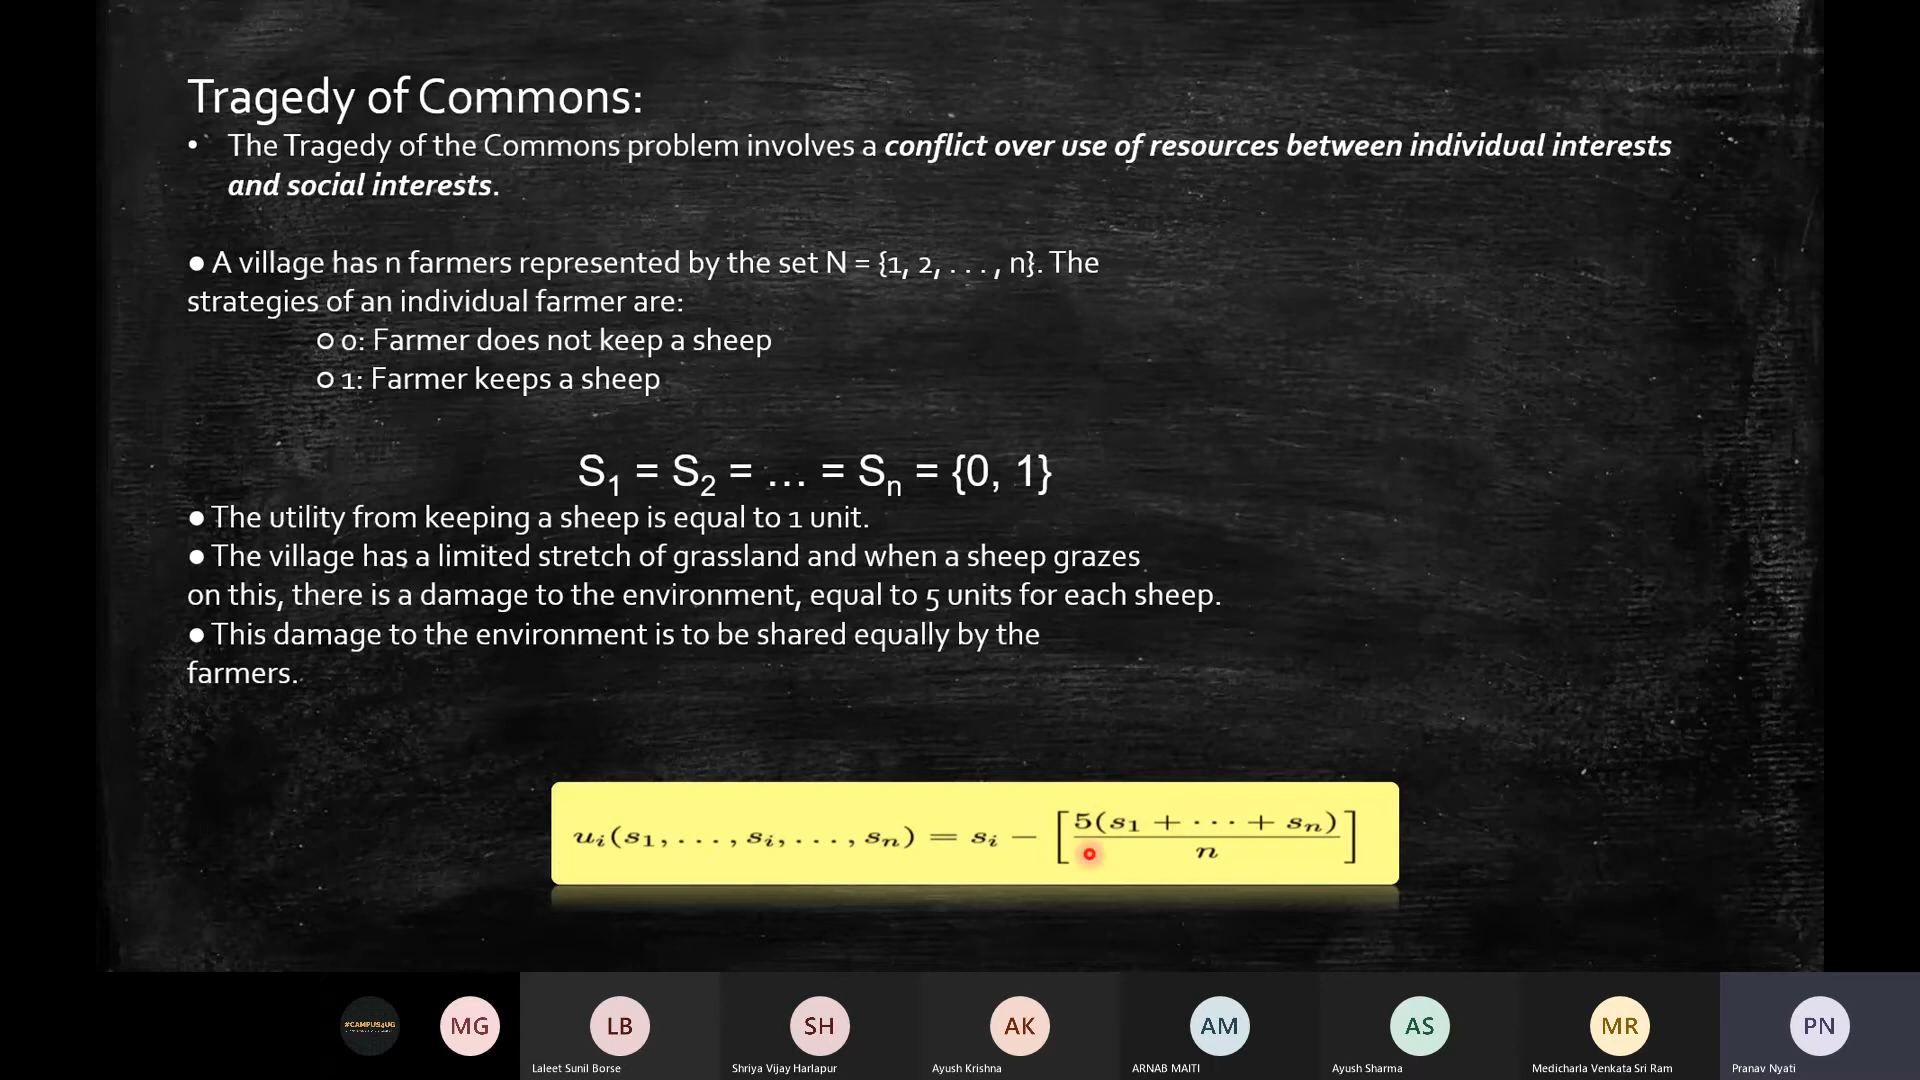 Tragedy of Commons:
• The Tragedy of the Commons problem involves a conflict over use of resources between individual interests
and social interests.
● A village has n farmers represented by the set N = {1, 2, . . . , n}. The
strategies of an individual farmer are:
○ 0: Farmer does not keep a sheep
○ 1: Farmer keeps a sheep
S₁ = S₂ = … = Sₙ = {0, 1}
● The utility from keeping a sheep is equal to 1 unit.
● The village has a limited stretch of grassland and when a sheep grazes
on this, there is a damage to the environment, equal to 5 units for each sheep.
● This damage to the environment is to be shared equally by the
farmers.
uᵢ(s₁, . . . , sᵢ, . . . , sₙ) = sᵢ − [5(s₁ + · · · + sₙ) / n]
#CAMPUS4UG
MG
LB
SH
AK
AM
AS
MR
PN
Laleet Sunil Borse
Shriya Vijay Harlapur
Ayush Krishna
ARNAB MAITI
Ayush Sharma
Medicharla Venkata Sri Ram
Pranav Nyati